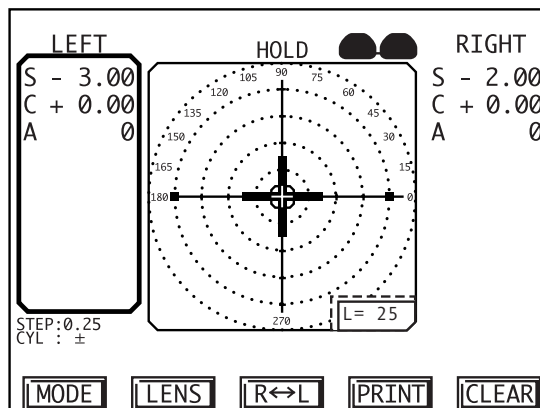 LEFT HOLD RIGHT
S - 3.00
C + 0.00
A 0
S - 2.00
C + 0.00
A 0
90
105 75
120 60
135 45
150 30
165 15
180 0
270
L= 25
STEP:0.25
CYL : ±
MODE LENS R↔L PRINT CLEAR